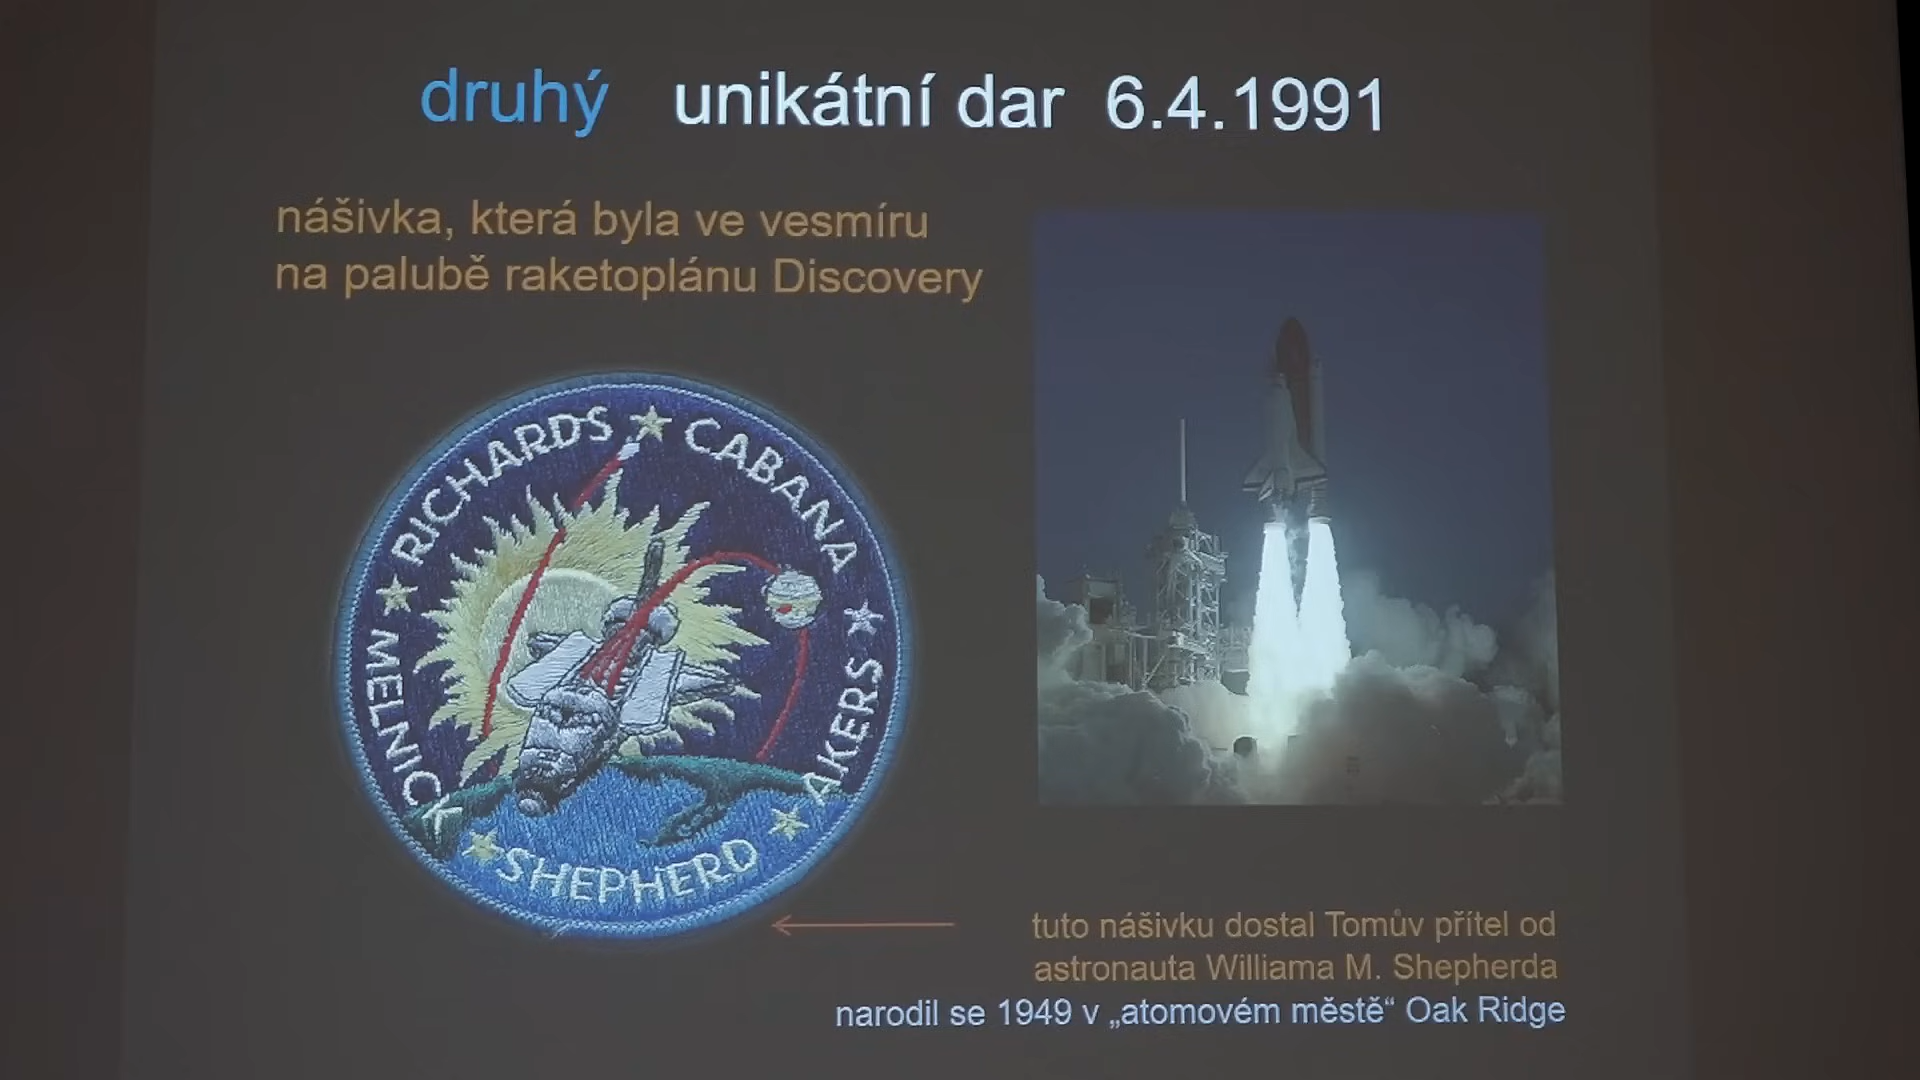 druhý unikátní dar 6.4.1991
nášivka, která byla ve vesmíru
na palubě raketoplánu Discovery
RICHARDS
CABANA
MELNICK
AKERS
SHEPHERD
tuto nášivku dostal Tomův přítel od
astronauta Williama M. Shepherda
narodil se 1949 v „atomovém městě“ Oak Ridge